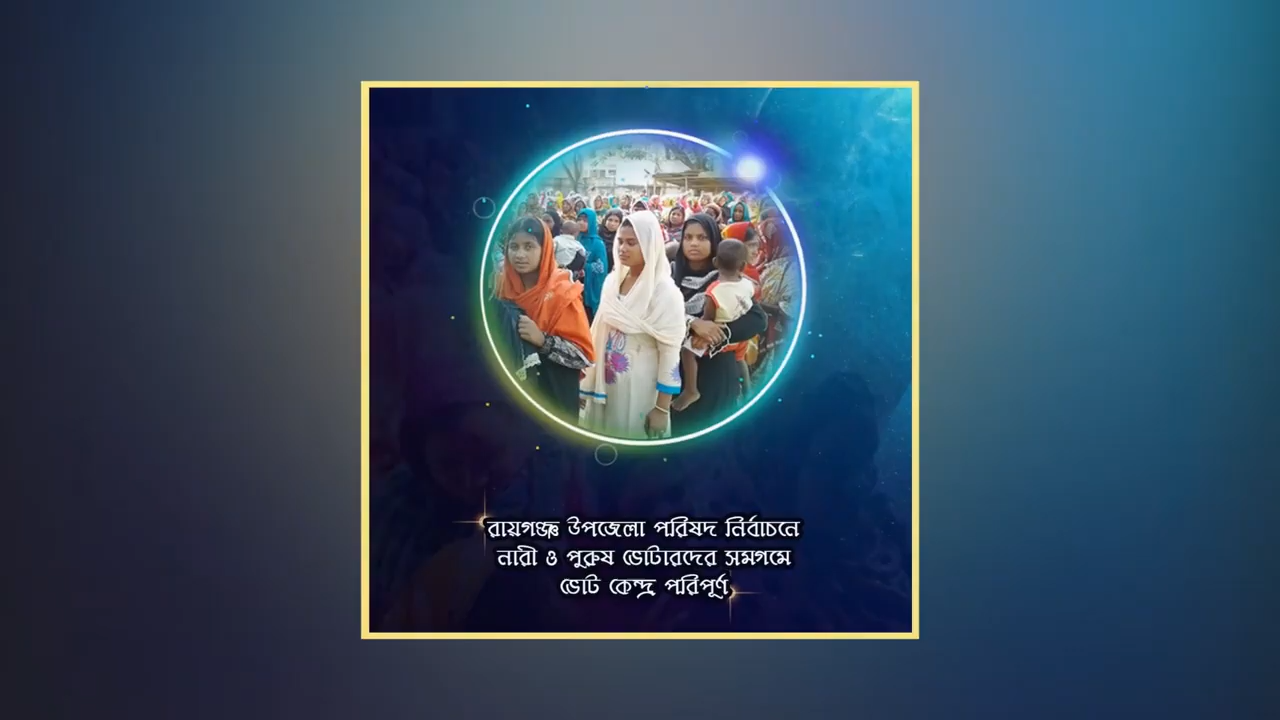 রায়গঞ্জ উপজেলা পরিষদ নির্বাচনে
নারী ও পুরুষ ভোটারদের সমগমে
ভোট কেন্দ্র পরিপূর্ণ